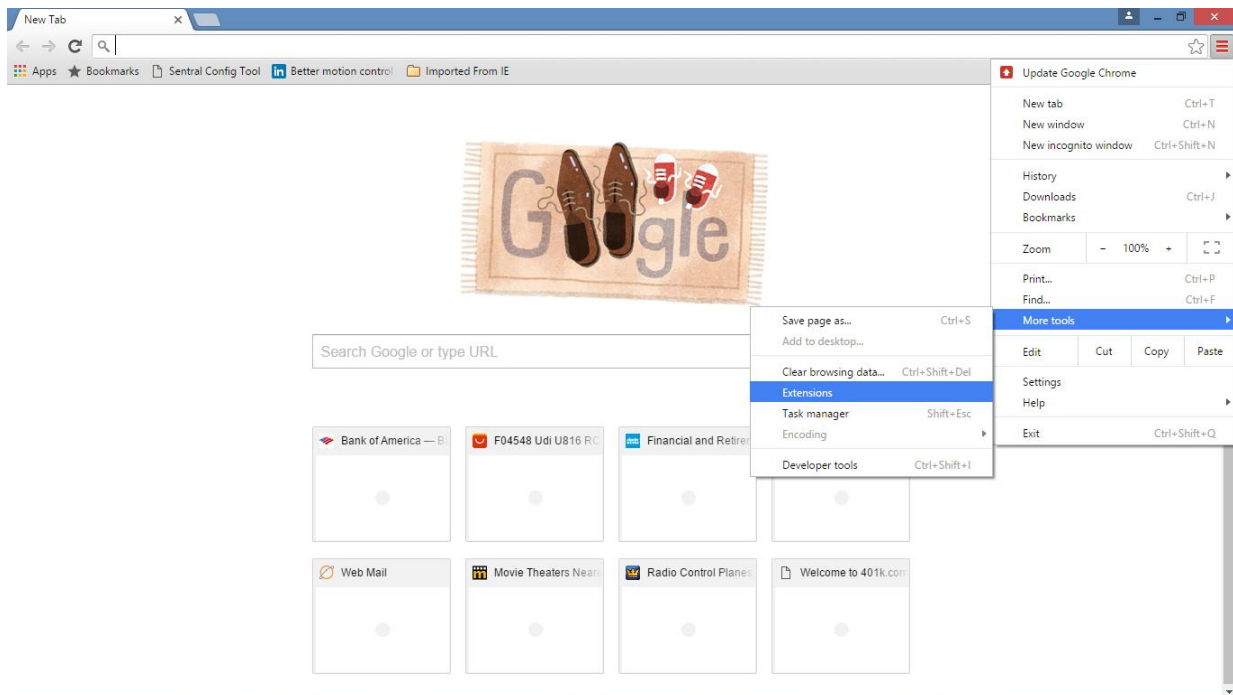 New Tab
Apps Bookmarks Sentral Config Tool Better motion control Imported From IE
Update Google Chrome
New tab Ctrl+T
New window Ctrl+N
New incognito window Ctrl+Shift+N
History
Downloads Ctrl+J
Bookmarks
Zoom - 100% +
Print... Ctrl+P
Find... Ctrl+F
More tools
Edit Cut Copy Paste
Settings
Help
Exit Ctrl+Shift+Q
Save page as... Ctrl+S
Add to desktop...
Clear browsing data... Ctrl+Shift+Del
Extensions
Task manager Shift+Esc
Encoding
Developer tools Ctrl+Shift+I
Google
Search Google or type URL
Bank of America — B F04548 Udi U816 RC Financial and Retire
Web Mail Movie Theaters Near Radio Control Planes Welcome to 401k.com